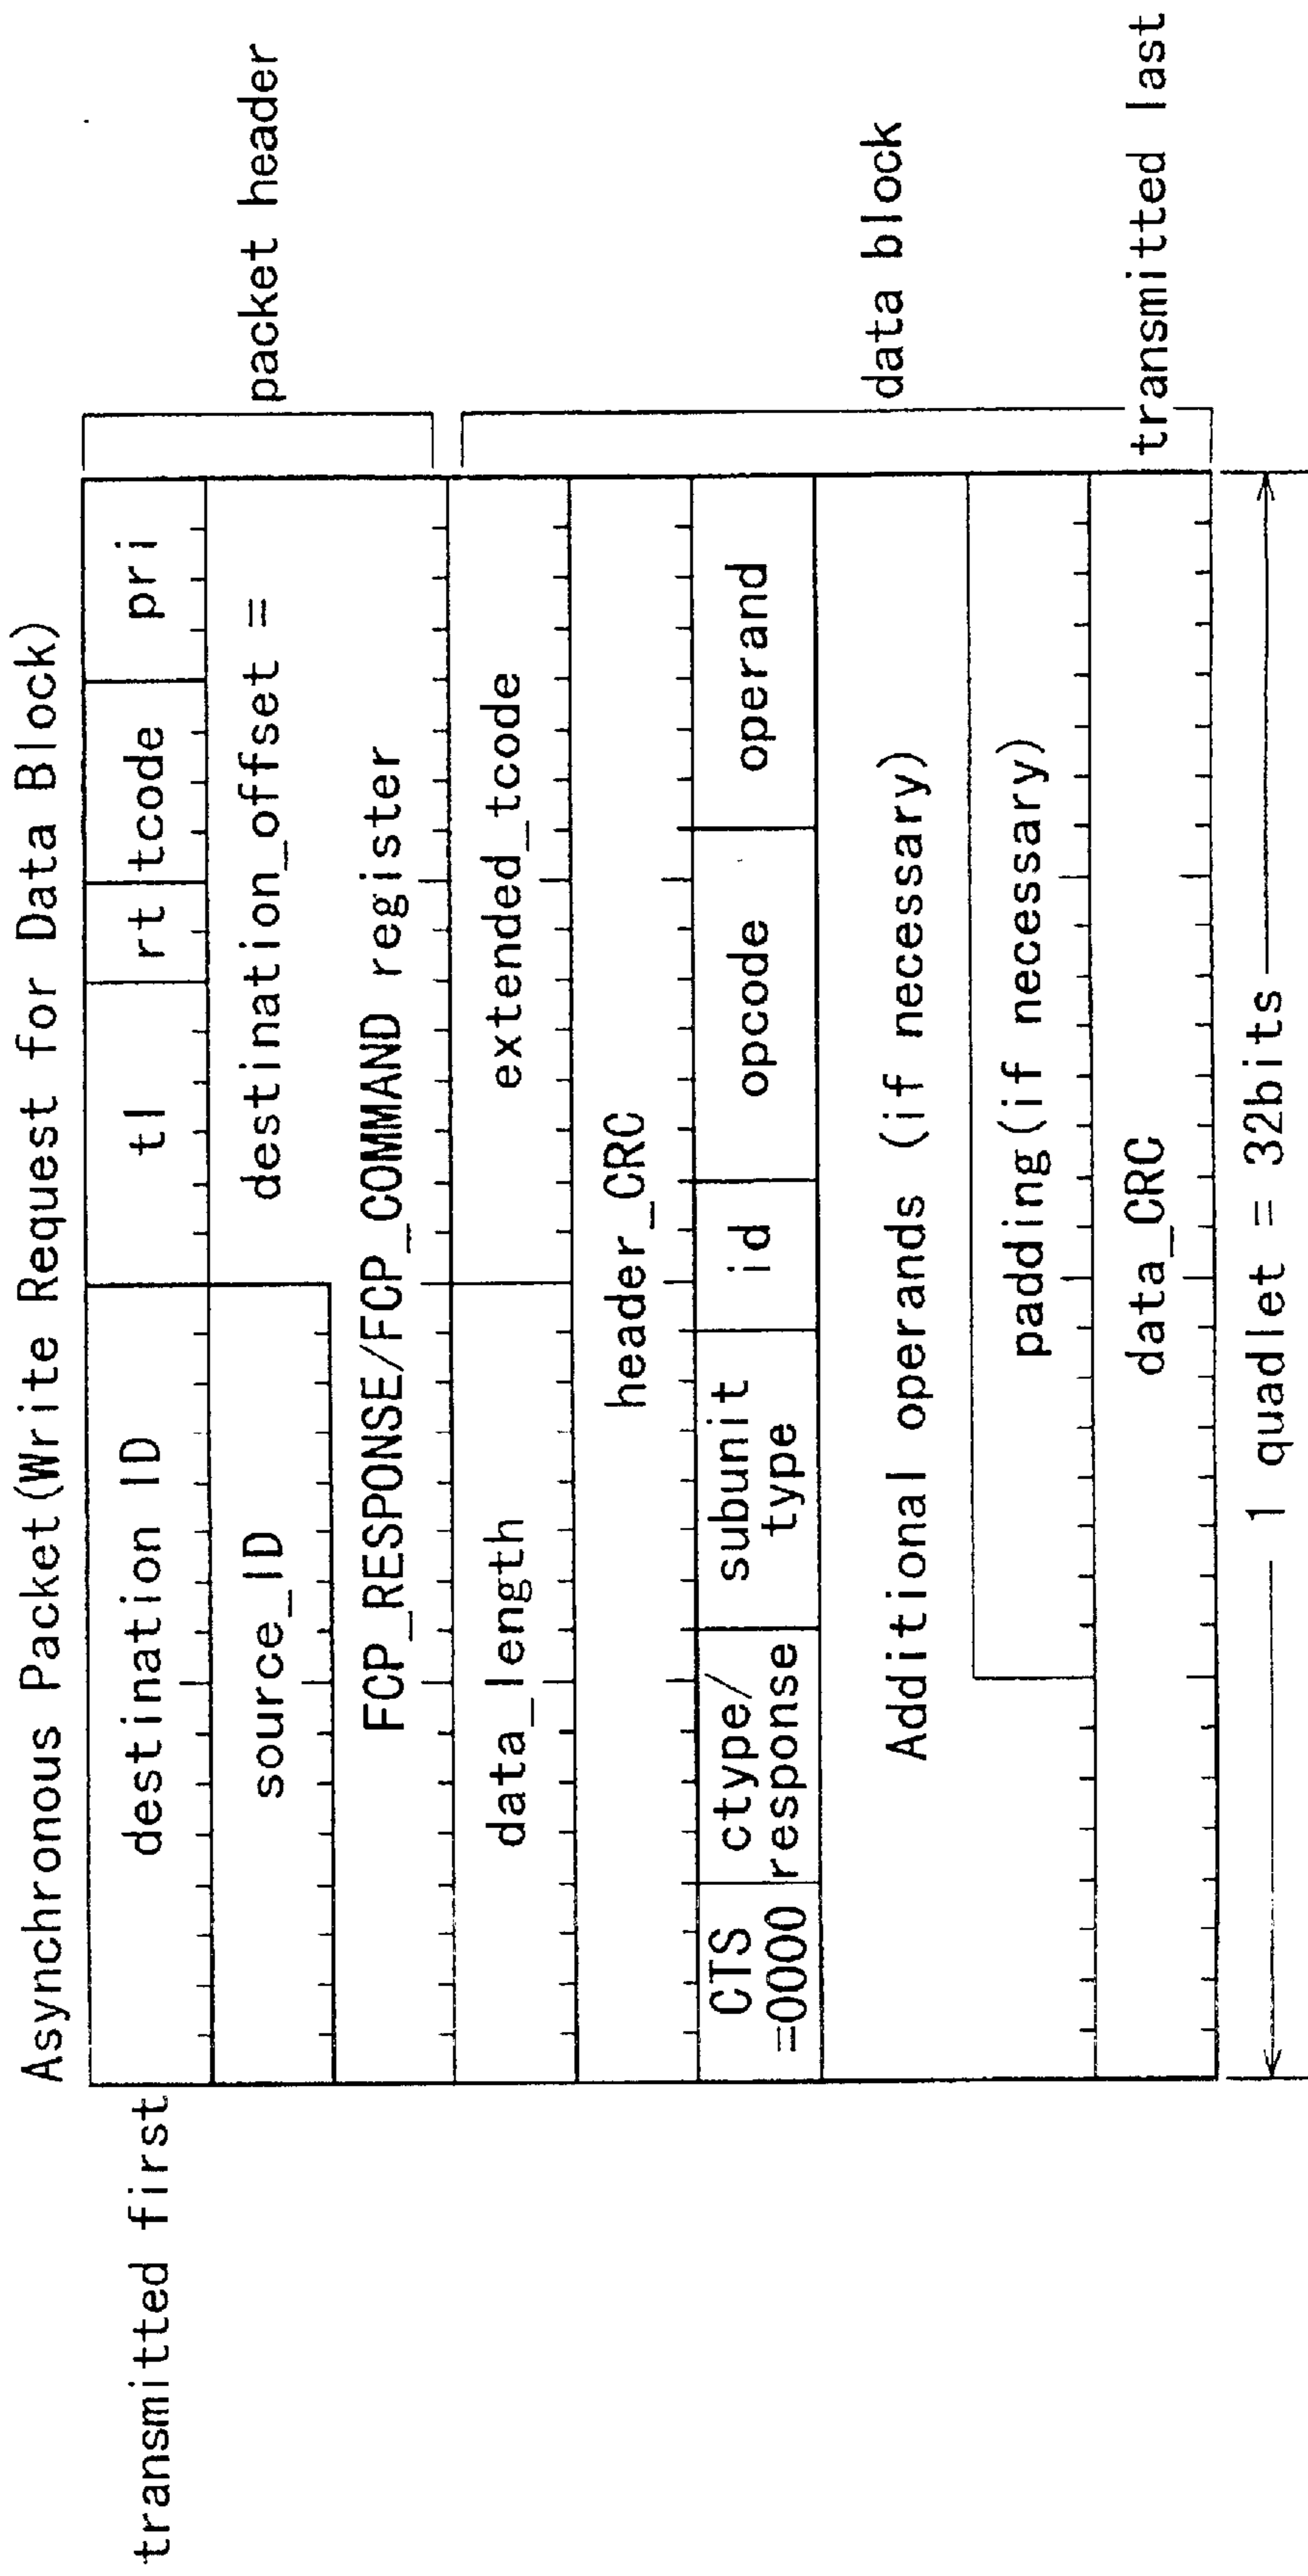 Asynchronous Packet(Write Request for Data Block)
transmitted first
destination ID
tl
rt
tcode
pri
source_ID
destination_offset =
packet header
FCP_RESPONSE/FCP_COMMAND register
data_length
extended_tcode
header_CRC
CTS
=0000
ctype/
response
subunit
type
id
opcode
operand
data block
Additional operands (if necessary)
padding(if necessary)
data_CRC
transmitted last
1 quadlet = 32bits